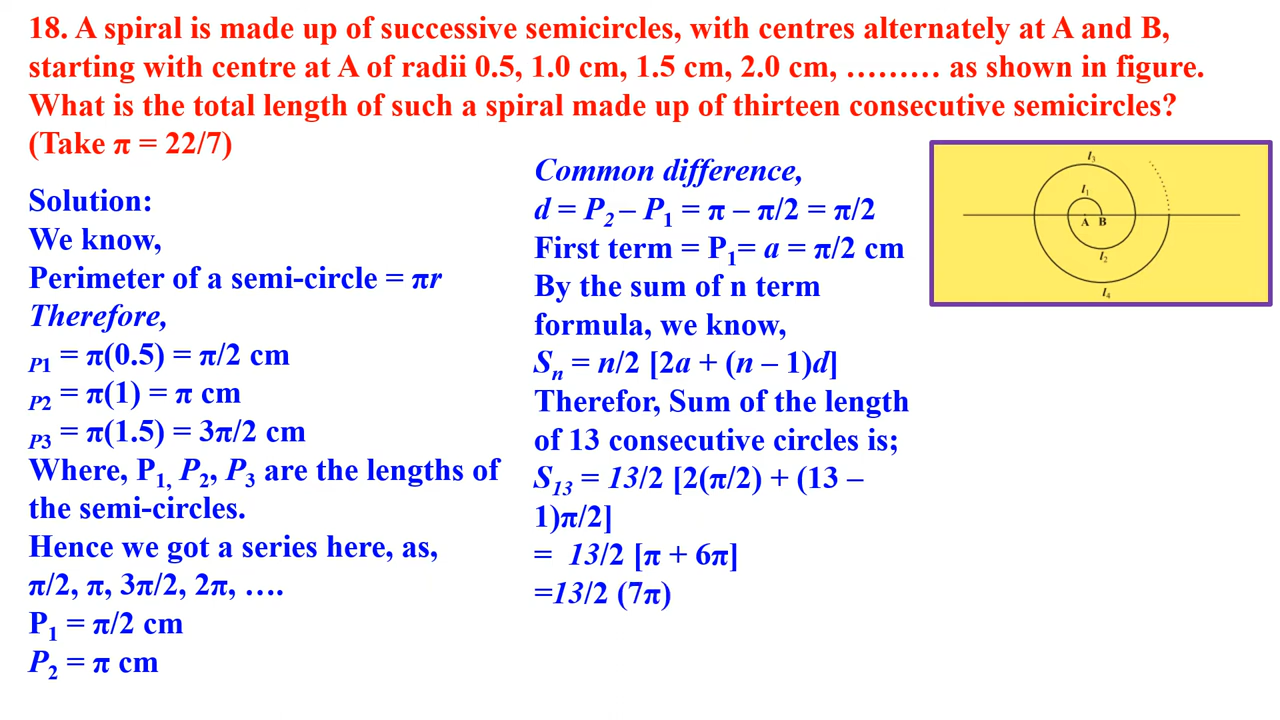 18. A spiral is made up of successive semicircles, with centres alternately at A and B,
starting with centre at A of radii 0.5, 1.0 cm, 1.5 cm, 2.0 cm, ……… as shown in figure.
What is the total length of such a spiral made up of thirteen consecutive semicircles?
(Take π = 22/7)
Solution:
We know,
Perimeter of a semi-circle = πr
Therefore,
P1 = π(0.5) = π/2 cm
P2 = π(1) = π cm
P3 = π(1.5) = 3π/2 cm
Where, P1, P2, P3 are the lengths of
the semi-circles.
Hence we got a series here, as,
π/2, π, 3π/2, 2π, ….
P1 = π/2 cm
P2 = π cm
Common difference,
d = P2 – P1 = π – π/2 = π/2
First term = P1= a = π/2 cm
By the sum of n term
formula, we know,
Sn = n/2 [2a + (n – 1)d]
Therefor, Sum of the length
of 13 consecutive circles is;
S13 = 13/2 [2(π/2) + (13 –
1)π/2]
= 13/2 [π + 6π]
=13/2 (7π)
l3
l1
A B
l2
l4